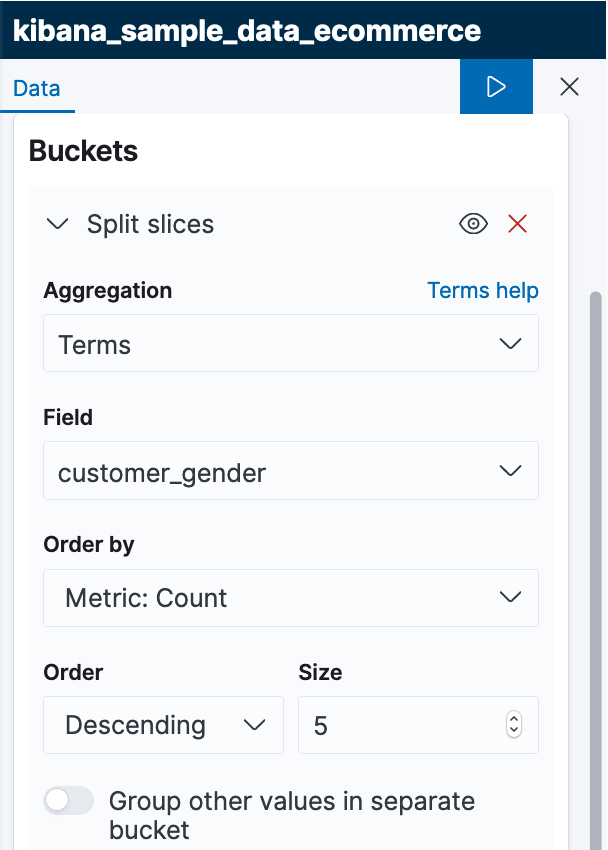 kibana_sample_data_ecommerce
Data
Buckets
Split slices
Aggregation
Terms help
Terms
Field
customer_gender
Order by
Metric: Count
Order
Size
Descending
5
Group other values in separate
bucket